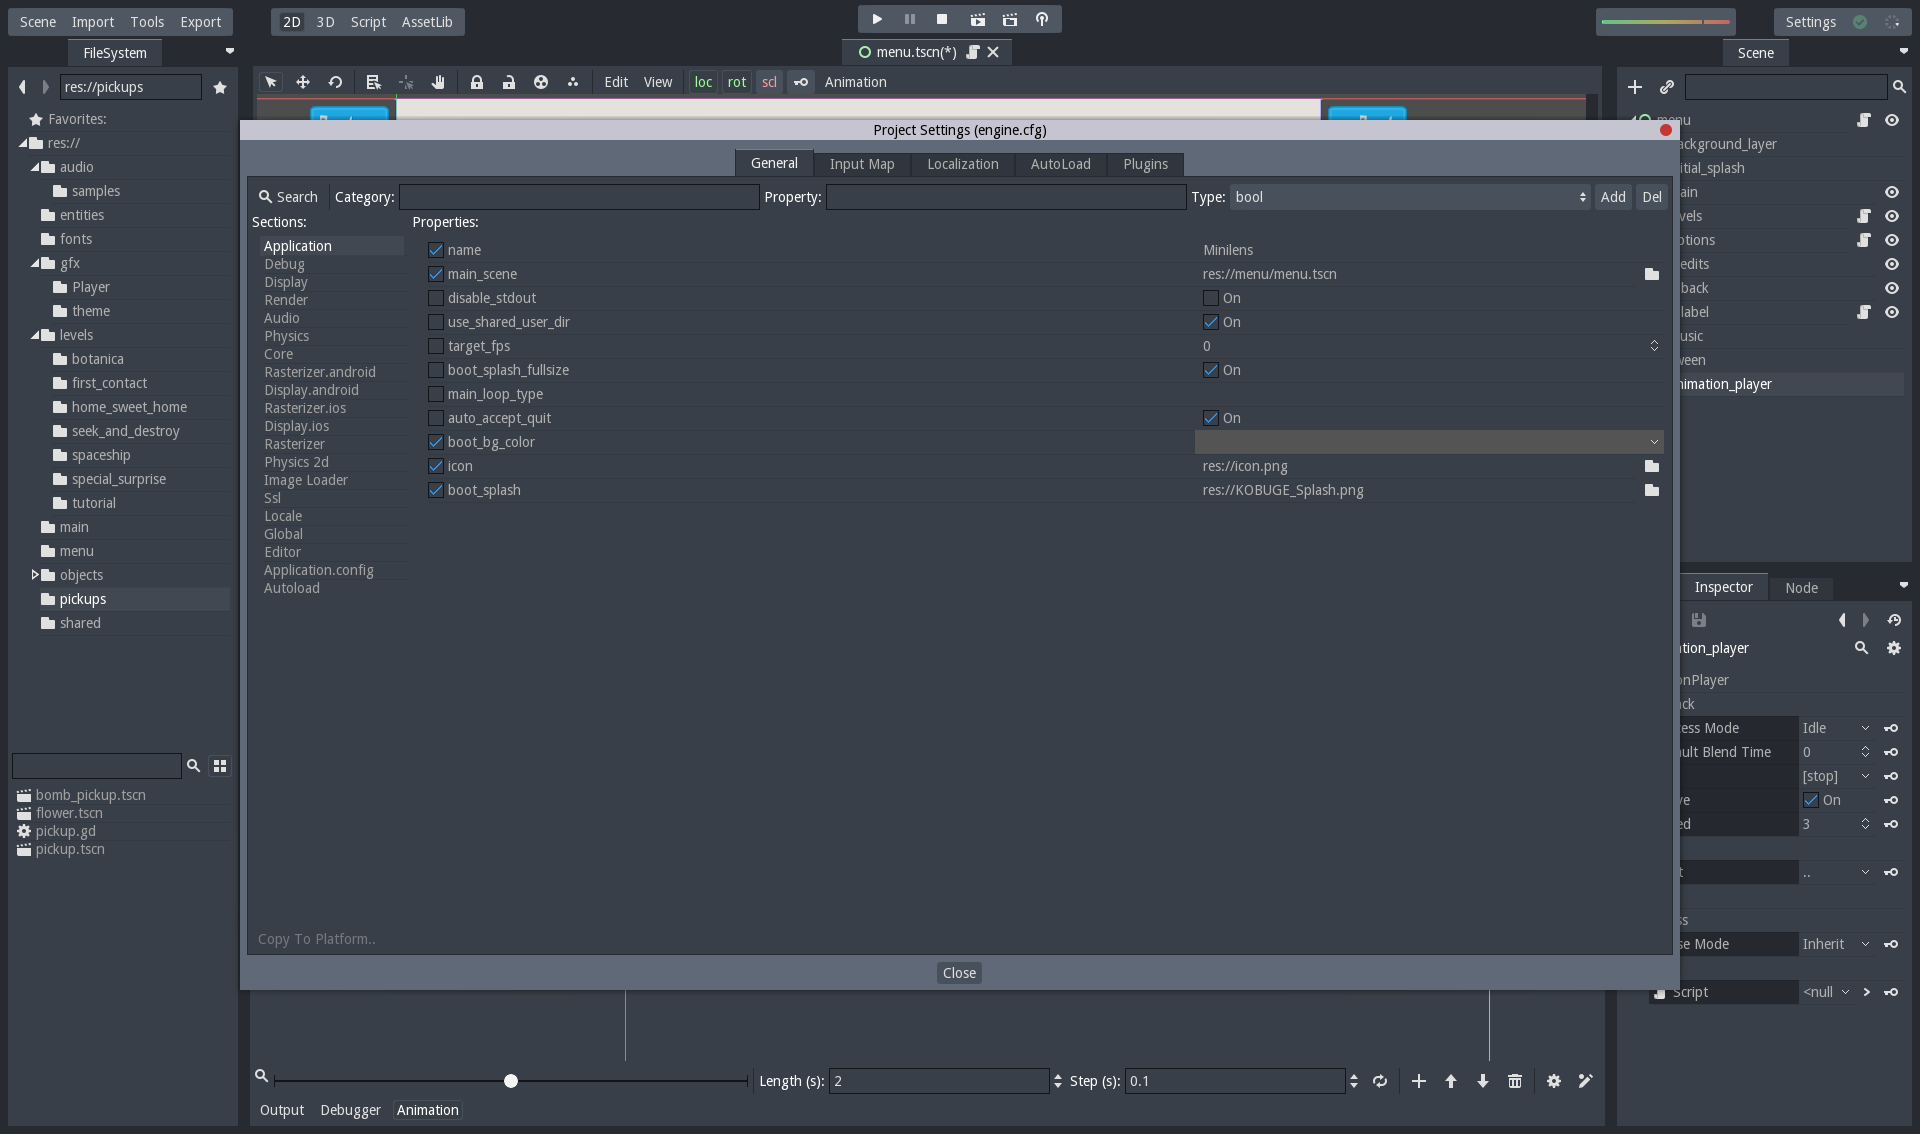 Scene Import Tools Export
2D 3D Script AssetLib
Settings
FileSystem
menu.tscn(*)
Scene
res://pickups
Edit View loc rot scl Animation
Favorites:
res://
audio
samples
entities
fonts
gfx
Player
theme
levels
botanica
first_contact
home_sweet_home
seek_and_destroy
spaceship
special_surprise
tutorial
main
menu
objects
pickups
shared
bomb_pickup.tscn
flower.tscn
pickup.gd
pickup.tscn
Project Settings (engine.cfg)
General Input Map Localization AutoLoad Plugins
Search Category: Property: Type: bool Add Del
Sections: Properties:
Application
Debug
Display
Render
Audio
Physics
Core
Rasterizer.android
Display.android
Rasterizer.ios
Display.ios
Rasterizer
Physics 2d
Image Loader
Ssl
Locale
Global
Editor
Application.config
Autoload
name Minilens
main_scene res://menu/menu.tscn
disable_stdout On
use_shared_user_dir On
target_fps 0
boot_splash_fullsize On
main_loop_type
auto_accept_quit On
boot_bg_color
icon res://icon.png
boot_splash res://KOBUGE_Splash.png
Copy To Platform..
Close
menu
ackground_layer
itial_splash
ain
vels
otions
edits
back
label
usic
veen
nimation_player
Inspector Node
ation_player
onPlayer
ack
cess Mode Idle
ult Blend Time 0
[stop]
ve On
ed 3
t ..
ss
se Mode Inherit
Script <null
Length (s): 2 Step (s): 0.1
Output Debugger Animation